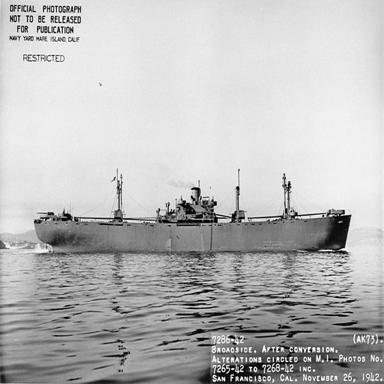 OFFICIAL PHOTOGRAPH
NOT TO BE RELEASED
FOR PUBLICATION
NAVY YARD MARE ISLAND, CALIF
RESTRICTED
7286-42 (AK73).
BROADSIDE. AFTER CONVERSION.
ALTERATIONS CIRCLED ON M.I. PHOTOS NO.
7265-42 TO 7268-42 INC.
SAN FRANCISCO, CAL. NOVEMBER 26, 1942.